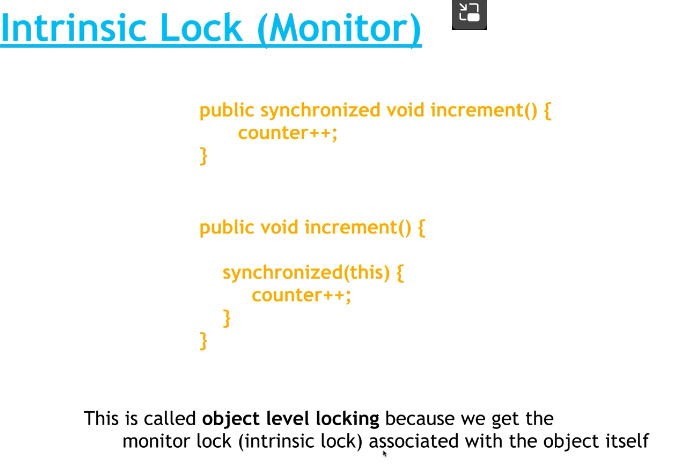 Intrinsic Lock (Monitor)
public synchronized void increment() {
counter++;
}
public void increment() {
synchronized(this) {
counter++;
}
}
This is called object level locking because we get the
monitor lock (intrinsic lock) associated with the object itself